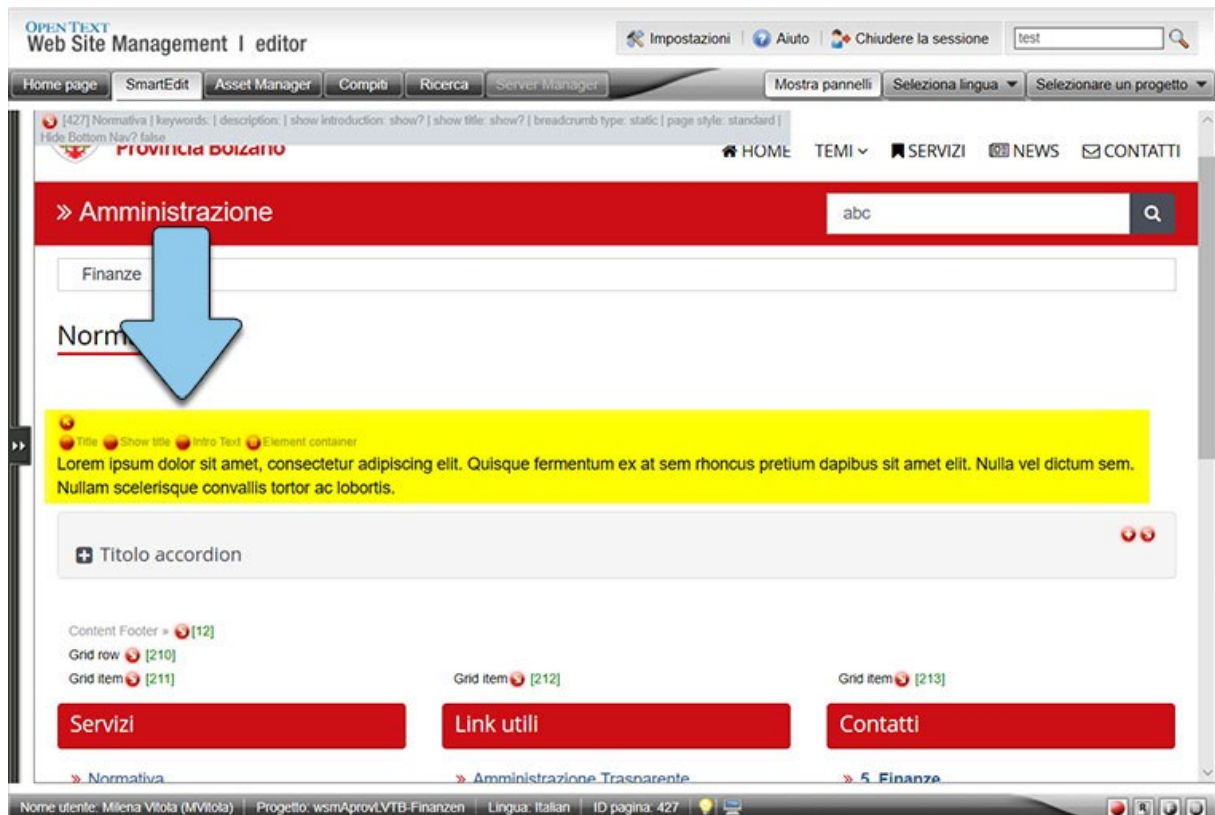 OPEN TEXT
Web Site Management | editor
Impostazioni | Aiuto | Chiudere la sessione
test
Home page SmartEdit Asset Manager Compiti Ricerca Server Manager
Mostra pannelli Seleziona lingua Selezionare un progetto
[427] Normativa | keywords: | description: | show introduction: show? | show title: show? | breadcrumb type: static | page style: standard |
Hide Bottom Nav? false
Provincia Bolzano
HOME TEMI SERVIZI NEWS CONTATTI
» Amministrazione
abc
Finanze
Norm
Title Show title Intro Text Element container
Lorem ipsum dolor sit amet, consectetur adipiscing elit. Quisque fermentum ex at sem rhoncus pretium dapibus sit amet elit. Nulla vel dictum sem.
Nullam scelerisque convallis tortor ac lobortis.
Titolo accordion
Content Footer » [12]
Grid row [210]
Grid item [211] Grid item [212] Grid item [213]
Servizi Link utili Contatti
» Normativa » Amministrazione Trasparente » 5. Finanze
Nome utente: Milena Vitola (MVitola) | Progetto: wsmAprovLVTB-Finanzen | Lingua: Italian | ID pagina: 427